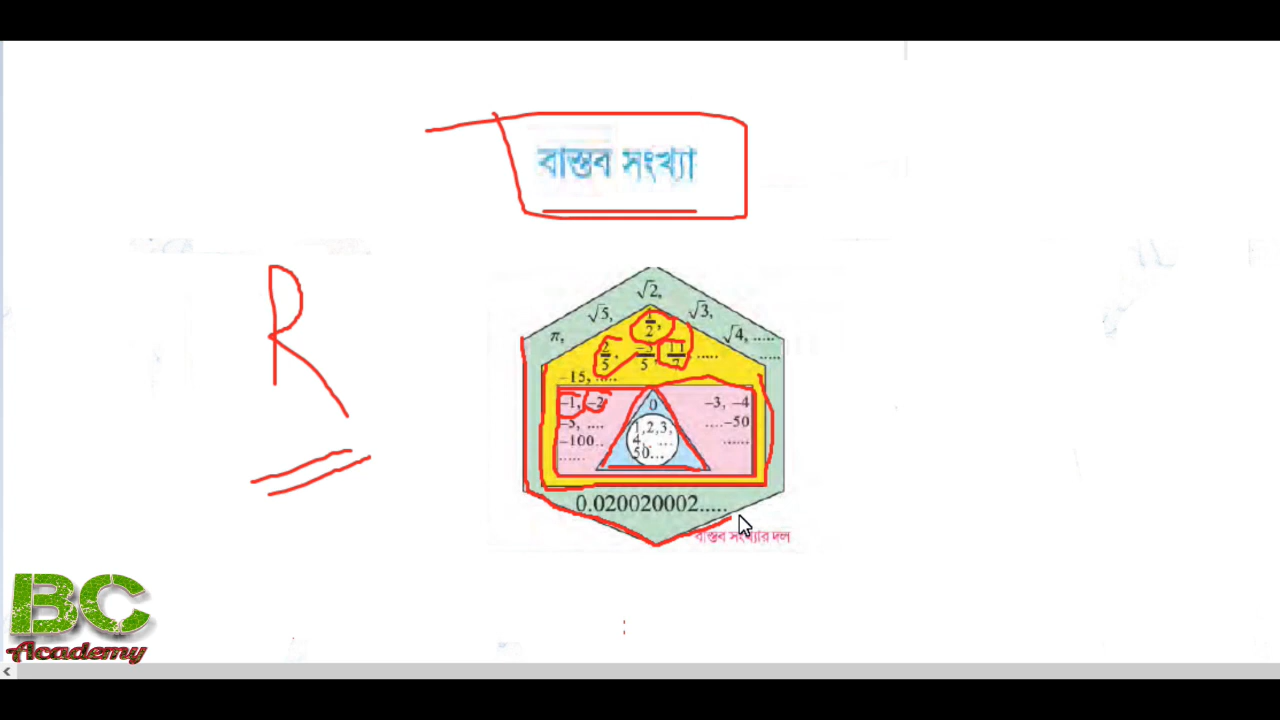 বাস্তব সংখ্যা
R
√2,
√5, √3,
π, 1/2, √4, .....
2/5, -3/5, 11/7 ..... .....
-15, .....
-1, -2 0 -3, -4
-5, .... 1,2,3, ....-50
-100.. 4, .... ......
...... 50...
0.020020002.....
বাস্তব সংখ্যার দল
BC
Academy